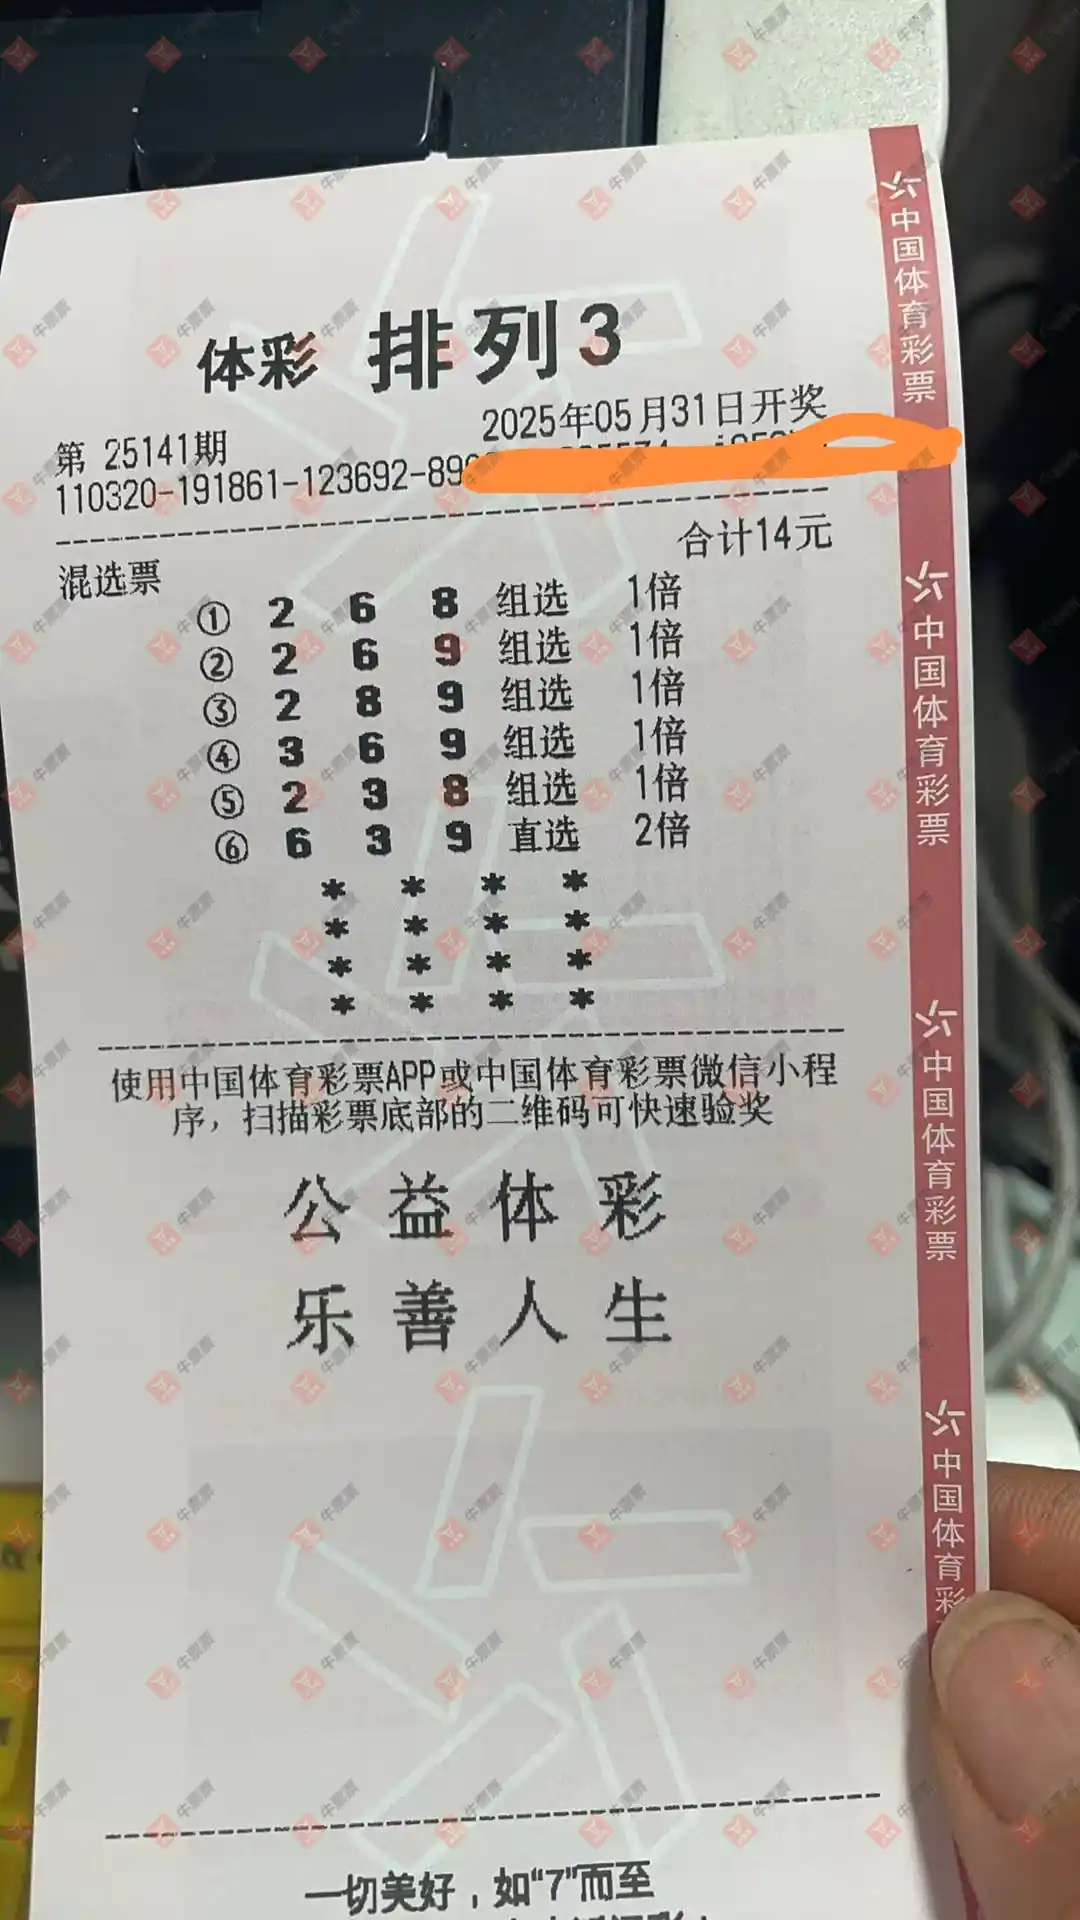 体彩 排列3
第 25141期 2025年05月31日开奖
110320-191861-123692-89
合计14元
混选票
① 2 6 8 组选 1倍
② 2 6 9 组选 1倍
③ 2 8 9 组选 1倍
④ 3 6 9 组选 1倍
⑤ 2 3 8 组选 1倍
⑥ 6 3 9 直选 2倍
* * * *
* * * *
* * * *
* * * *
使用中国体育彩票APP或中国体育彩票微信小程
序，扫描彩票底部的二维码可快速验奖
公益体彩
乐善人生
一切美好，如“7”而至
中国体育彩票
中国体育彩票
中国体育彩票
中国体育彩
牛票票